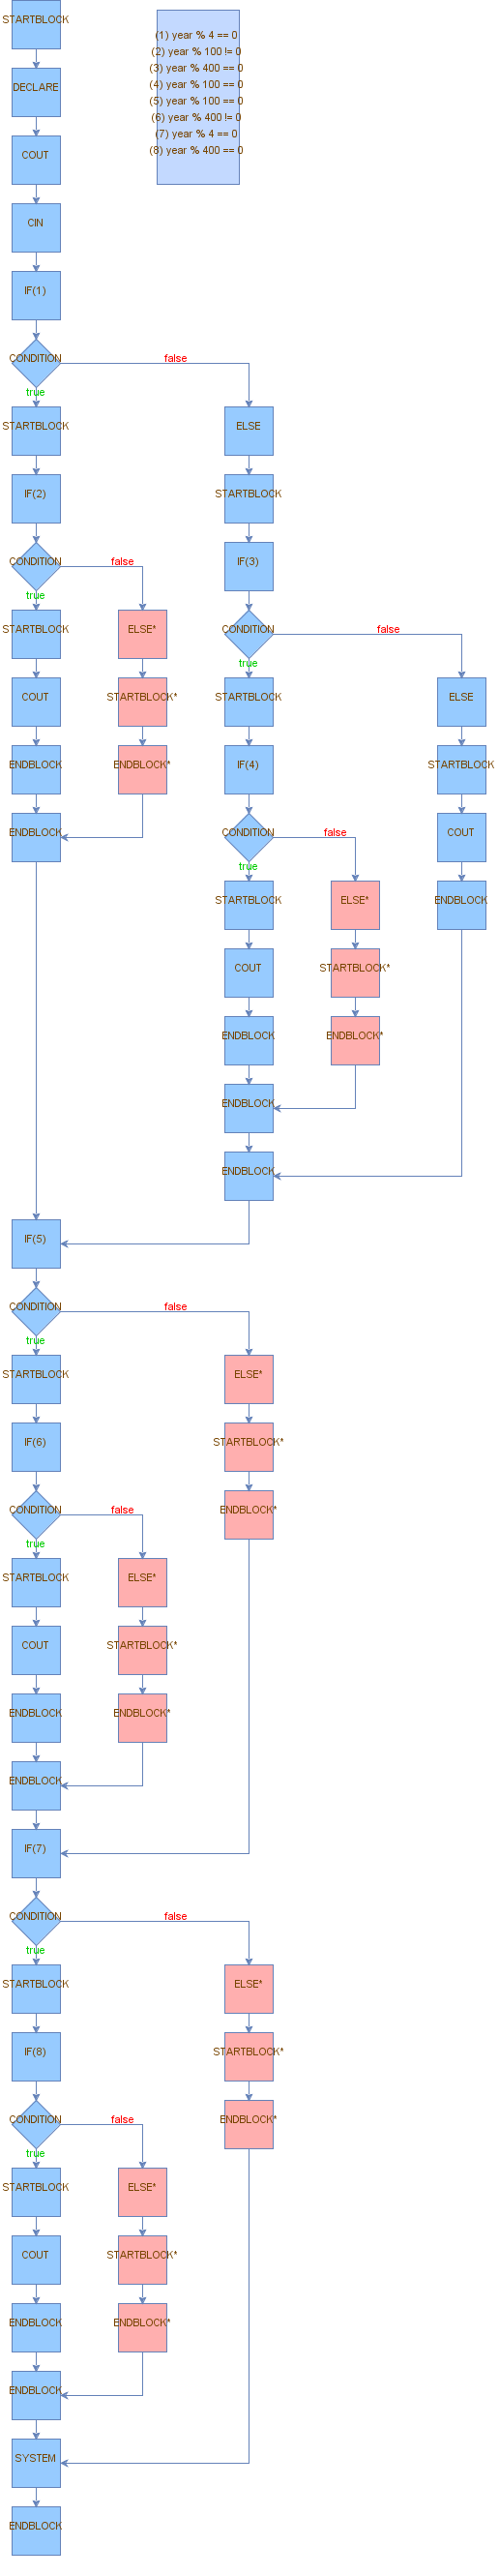 STARTBLOCK
(1) year % 4 == 0
(2) year % 100 != 0
(3) year % 400 == 0
(4) year % 100 == 0
(5) year % 100 == 0
(6) year % 400 != 0
(7) year % 4 == 0
(8) year % 400 == 0
DECLARE
COUT
CIN
IF(1)
CONDITION
false
true
STARTBLOCK
ELSE
IF(2)
STARTBLOCK
CONDITION
false
IF(3)
true
STARTBLOCK
ELSE*
CONDITION
false
true
COUT
STARTBLOCK*
STARTBLOCK
ELSE
ENDBLOCK
ENDBLOCK*
IF(4)
STARTBLOCK
ENDBLOCK
CONDITION
false
COUT
true
STARTBLOCK
ELSE*
ENDBLOCK
COUT
STARTBLOCK*
ENDBLOCK
ENDBLOCK*
ENDBLOCK
ENDBLOCK
IF(5)
CONDITION
false
true
STARTBLOCK
ELSE*
IF(6)
STARTBLOCK*
CONDITION
false
ENDBLOCK*
true
STARTBLOCK
ELSE*
COUT
STARTBLOCK*
ENDBLOCK
ENDBLOCK*
ENDBLOCK
IF(7)
CONDITION
false
true
STARTBLOCK
ELSE*
IF(8)
STARTBLOCK*
CONDITION
false
ENDBLOCK*
true
STARTBLOCK
ELSE*
COUT
STARTBLOCK*
ENDBLOCK
ENDBLOCK*
ENDBLOCK
SYSTEM
ENDBLOCK